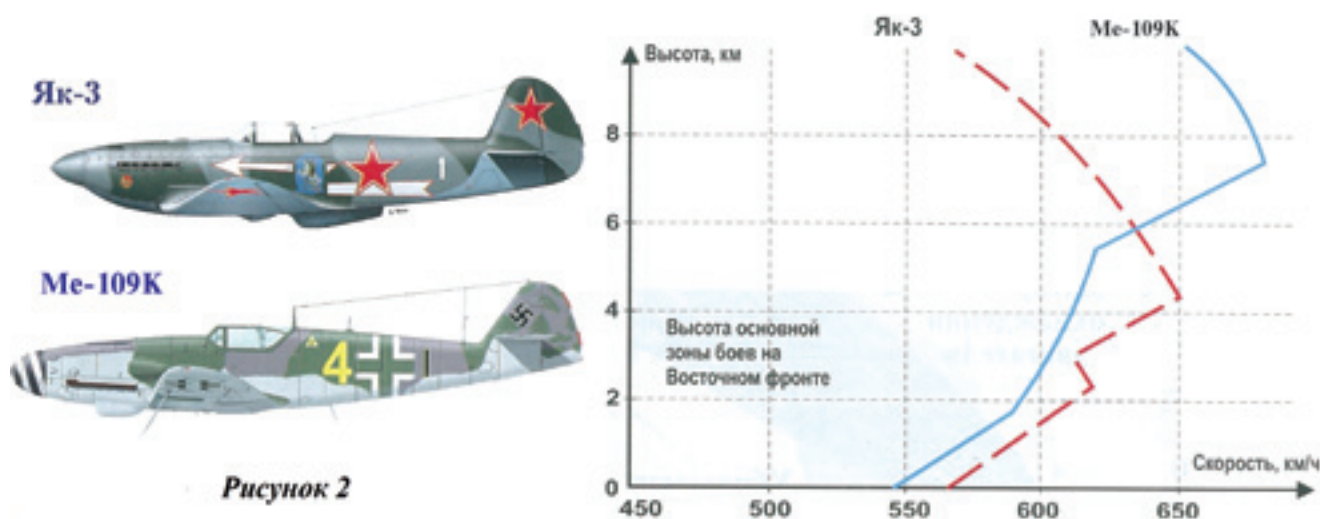 Як-3
Ме-109К
Рисунок 2
Як-3
Ме-109К
Высота, км
8
6
4
2
0
Высота основной
зоны боев на
Восточном фронте
Скорость, км/ч
450
500
550
600
650
1
4